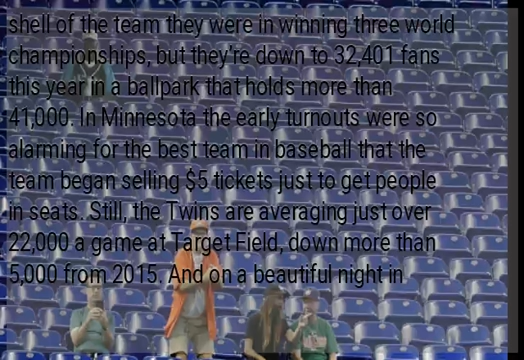 shell of the team they were in winning three world
championships, but they're down to 32,401 fans
this year in a ballpark that holds more than
41,000. In Minnesota the early turnouts were so
alarming for the best team in baseball that the
team began selling $5 tickets just to get people
in seats. Still, the Twins are averaging just over
22,000 a game at Target Field, down more than
5,000 from 2015. And on a beautiful night in